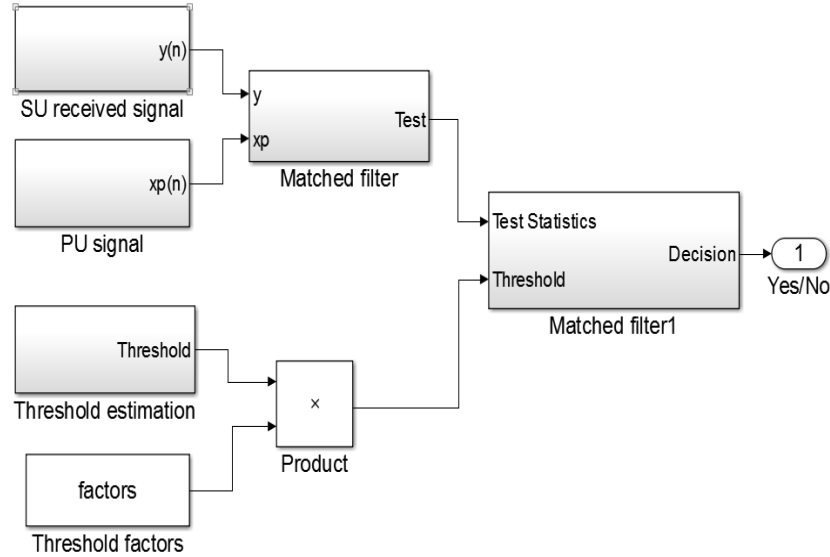 y(n)
SU received signal
xp(n)
PU signal
y
xp
Test
Matched filter
Test Statistics
Threshold
Decision
Matched filter1
1
Yes/No
Threshold
Threshold estimation
×
Product
factors
Threshold factors